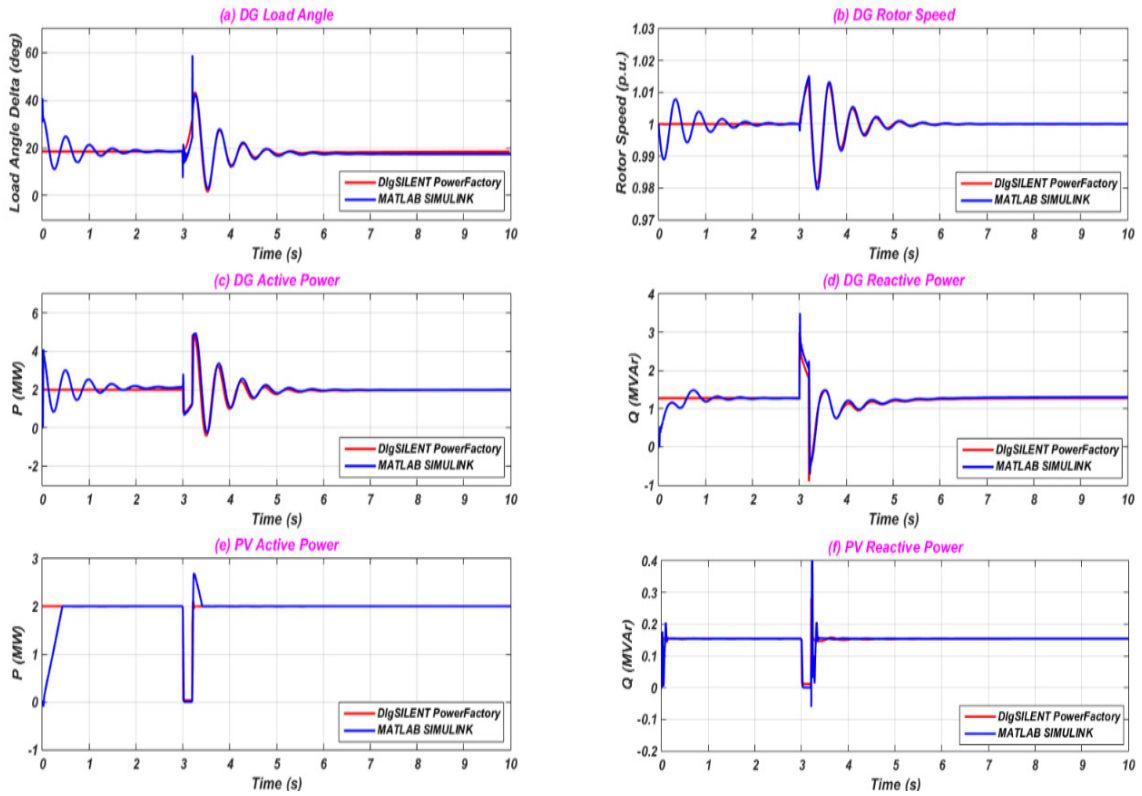 (a) DG Load Angle
Load Angle Delta (deg)
60
40
20
0
0 1 2 3 4 5 6 7 8 9 10
Time (s)
DIgSILENT PowerFactory
MATLAB SIMULINK
(b) DG Rotor Speed
Rotor Speed (p.u.)
1.03
1.02
1.01
1
0.99
0.98
0.97
0 1 2 3 4 5 6 7 8 9 10
Time (s)
DIgSILENT PowerFactory
MATLAB SIMULINK
(c) DG Active Power
P (MW)
6
4
2
0
-2
0 1 2 3 4 5 6 7 8 9 10
Time (s)
DIgSILENT PowerFactory
MATLAB SIMULINK
(d) DG Reactive Power
Q (MVAr)
4
3
2
1
0
-1
0 1 2 3 4 5 6 7 8 9 10
Time (s)
DIgSILENT PowerFactory
MATLAB SIMULINK
(e) PV Active Power
P (MW)
3
2
1
0
-1
0 1 2 3 4 5 6 7 8 9 10
Time (s)
DIgSILENT PowerFactory
MATLAB SIMULINK
(f) PV Reactive Power
Q (MVAr)
0.4
0.3
0.2
0.1
0
-0.1
-0.2
0 1 2 3 4 5 6 7 8 9 10
Time (s)
DIgSILENT PowerFactory
MATLAB SIMULINK